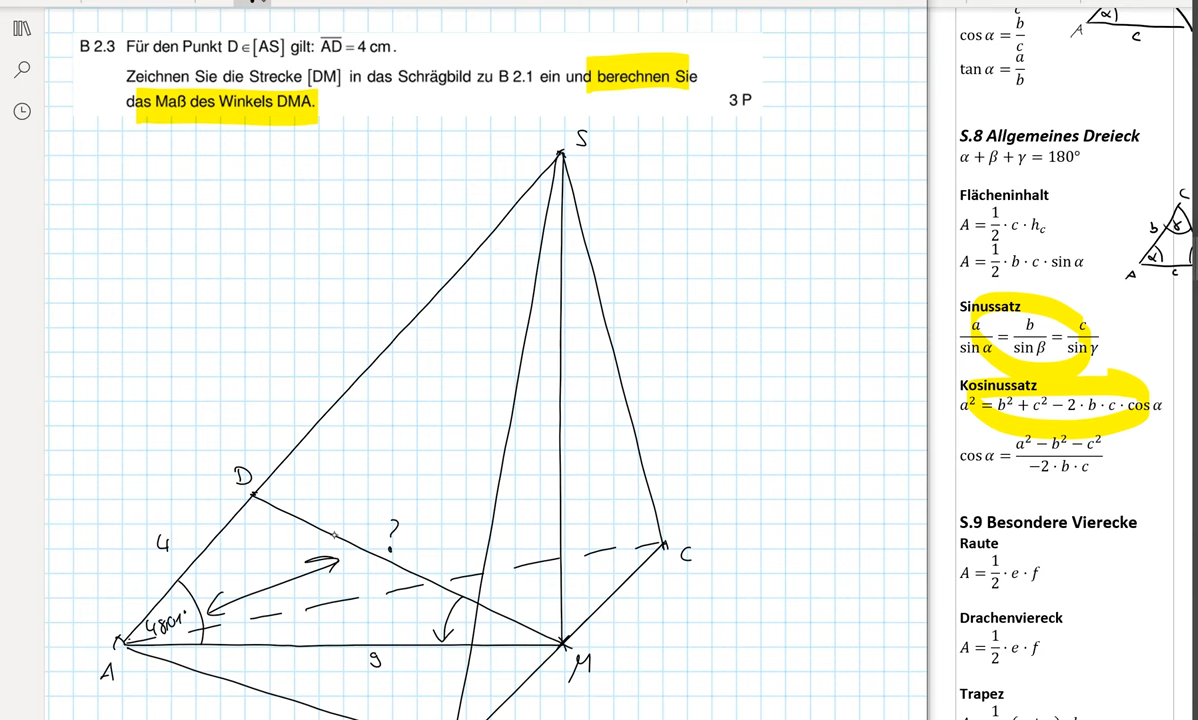 B 2.3 Für den Punkt D ∈ [AS] gilt: AD = 4 cm.
Zeichnen Sie die Strecke [DM] in das Schrägbild zu B 2.1 ein und berechnen Sie
das Maß des Winkels DMA.
3 P
S
D
4
?
C
A
9
M
cos α = b/c
tan α = a/b
A
α
c
S.8 Allgemeines Dreieck
α + β + γ = 180°
Flächeninhalt
A = 1/2 · c · h_c
A = 1/2 · b · c · sin α
C
b
γ
α
A
c
Sinussatz
a/sin α = b/sin β = c/sin γ
Kosinussatz
a² = b² + c² − 2 · b · c · cos α
cos α = (a² − b² − c²)/(−2 · b · c)
S.9 Besondere Vierecke
Raute
A = 1/2 · e · f
Drachenviereck
A = 1/2 · e · f
Trapez